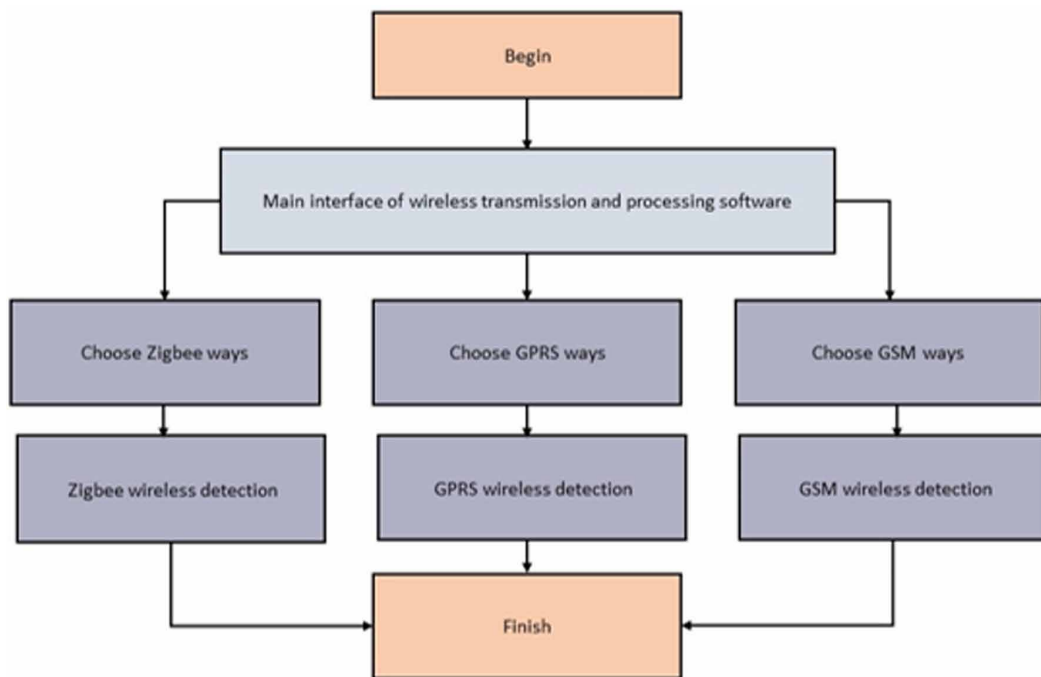 Begin
Main interface of wireless transmission and processing software
Choose Zigbee ways
Choose GPRS ways
Choose GSM ways
Zigbee wireless detection
GPRS wireless detection
GSM wireless detection
Finish